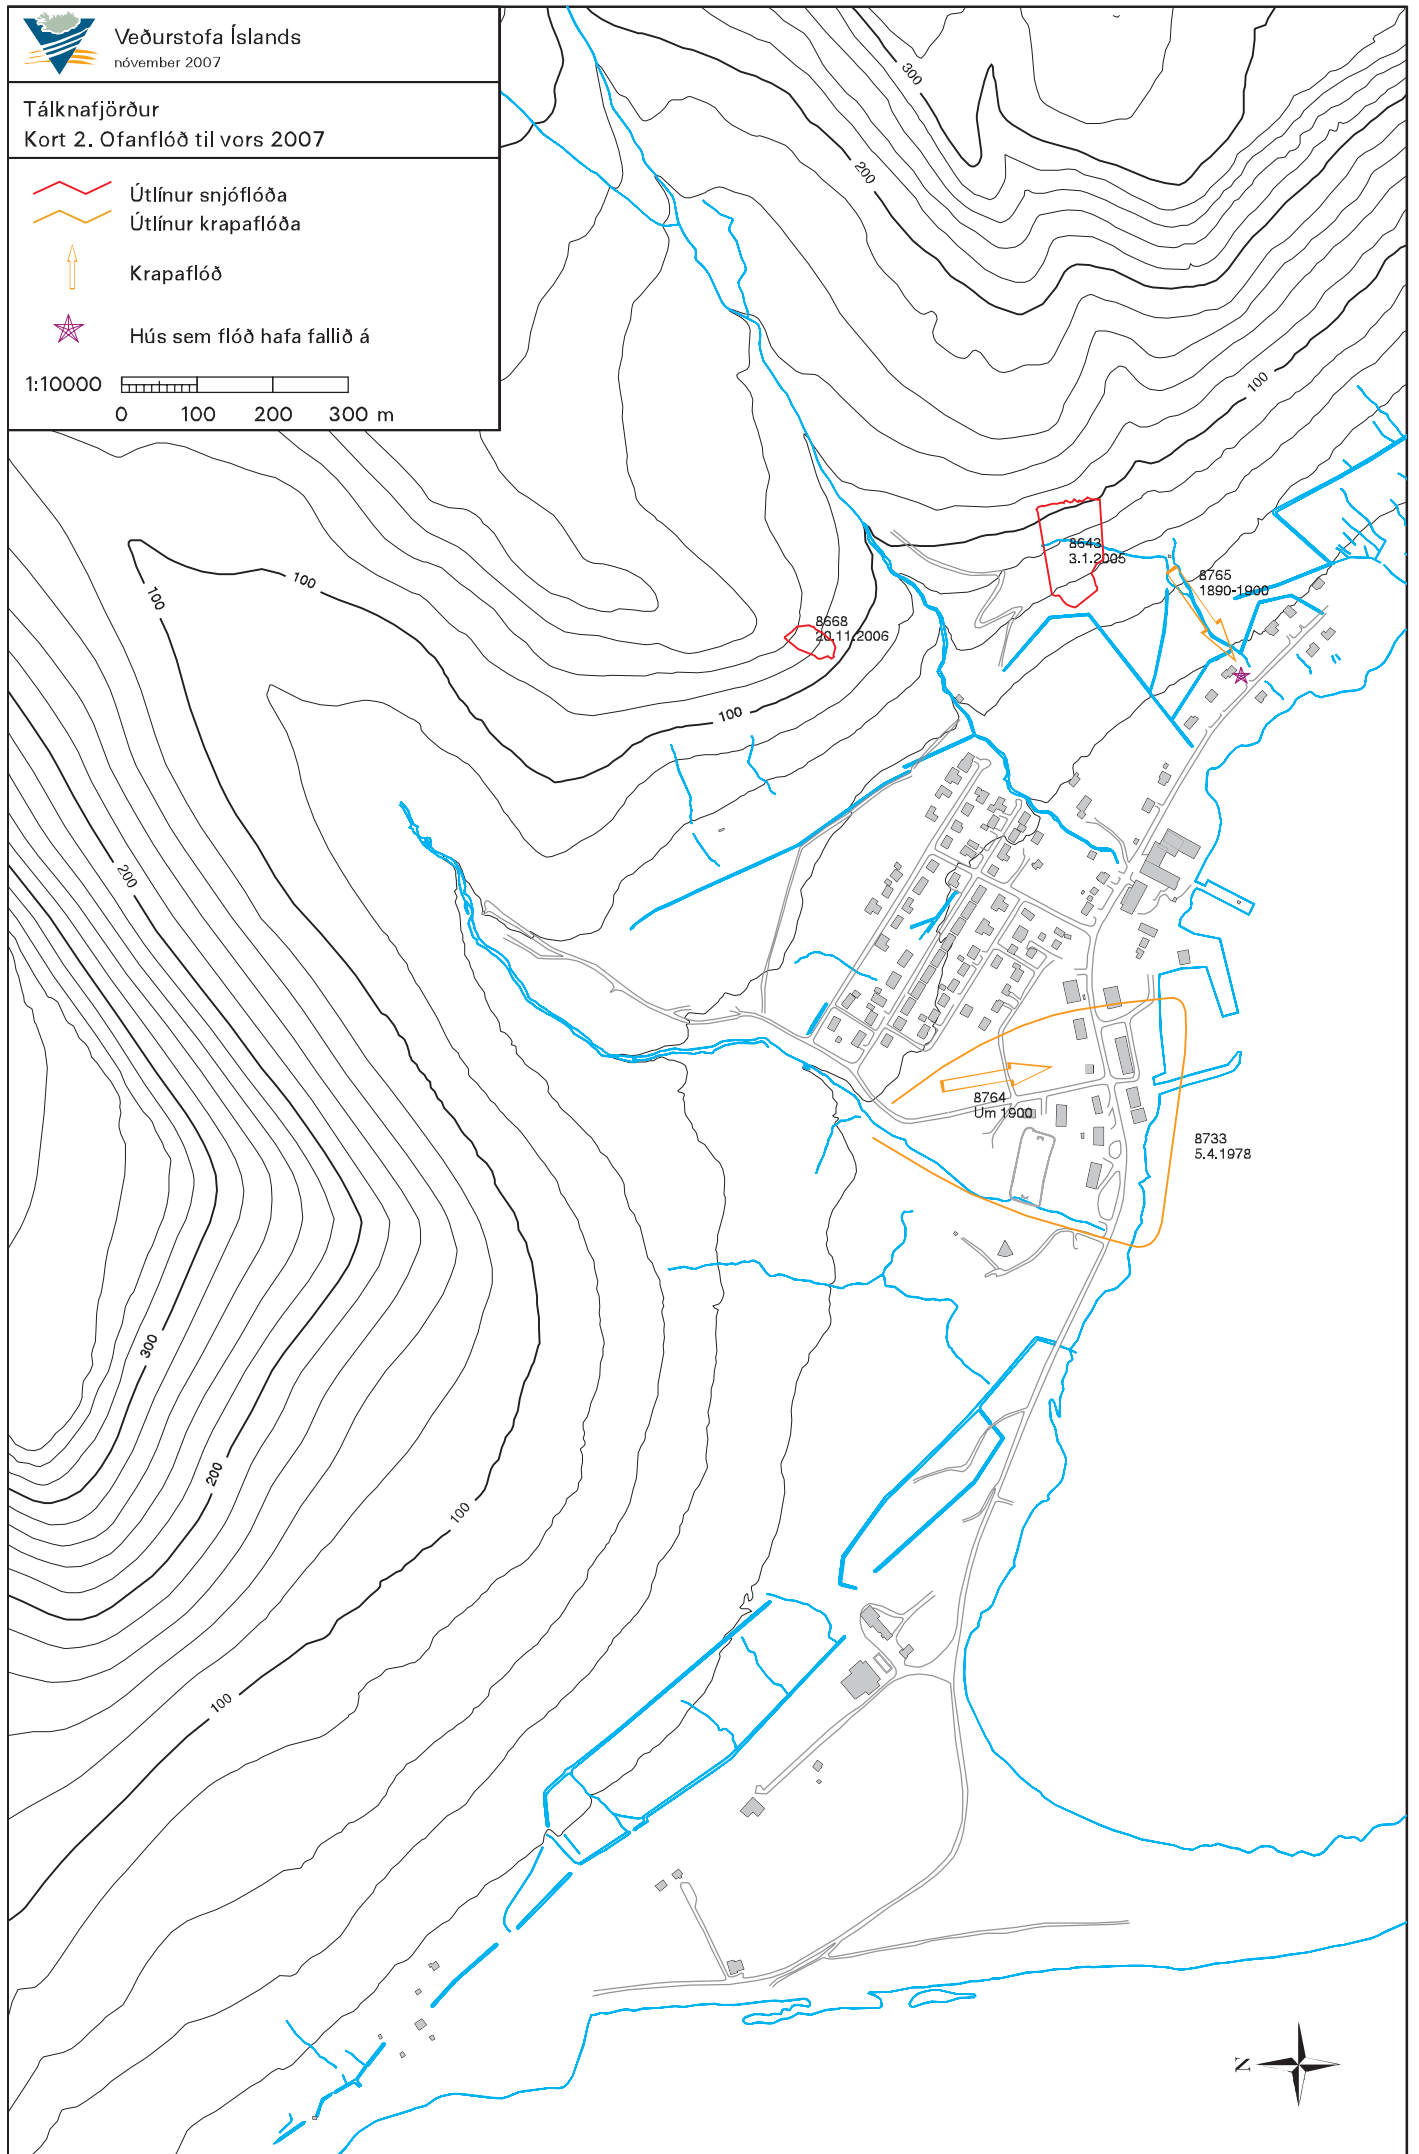 Veðurstofa Íslands
nóvember 2007
Tálknafjörður
Kort 2. Ofanflóð til vors 2007
Útlínur snjóflóða
Útlínur krapaflóða
Krapaflóð
Hús sem flóð hafa fallið á
1:10000
0 100 200 300 m
300
200
100
8643
3.1.2005
8765
1890-1900
100
100
8668
20.11.2006
100
200
8764
Um 1900
8733
5.4.1978
300
200
100
100
N